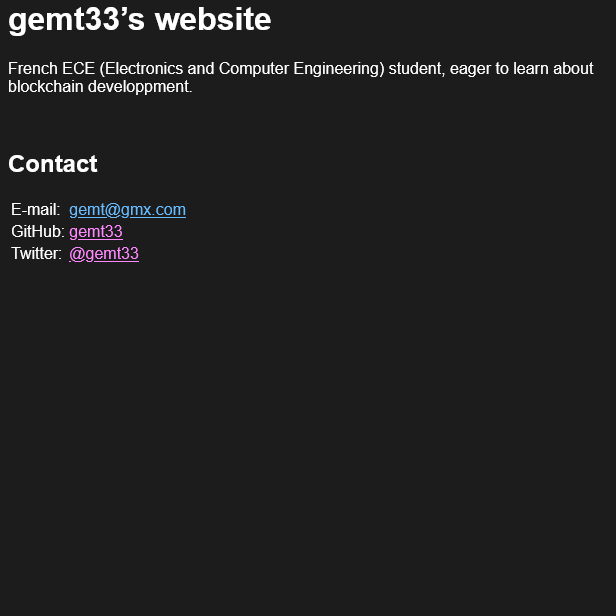 gemt33’s website
French ECE (Electronics and Computer Engineering) student, eager to learn about
blockchain developpment.
Contact
E-mail: gemt@gmx.com
GitHub: gemt33
Twitter: @gemt33